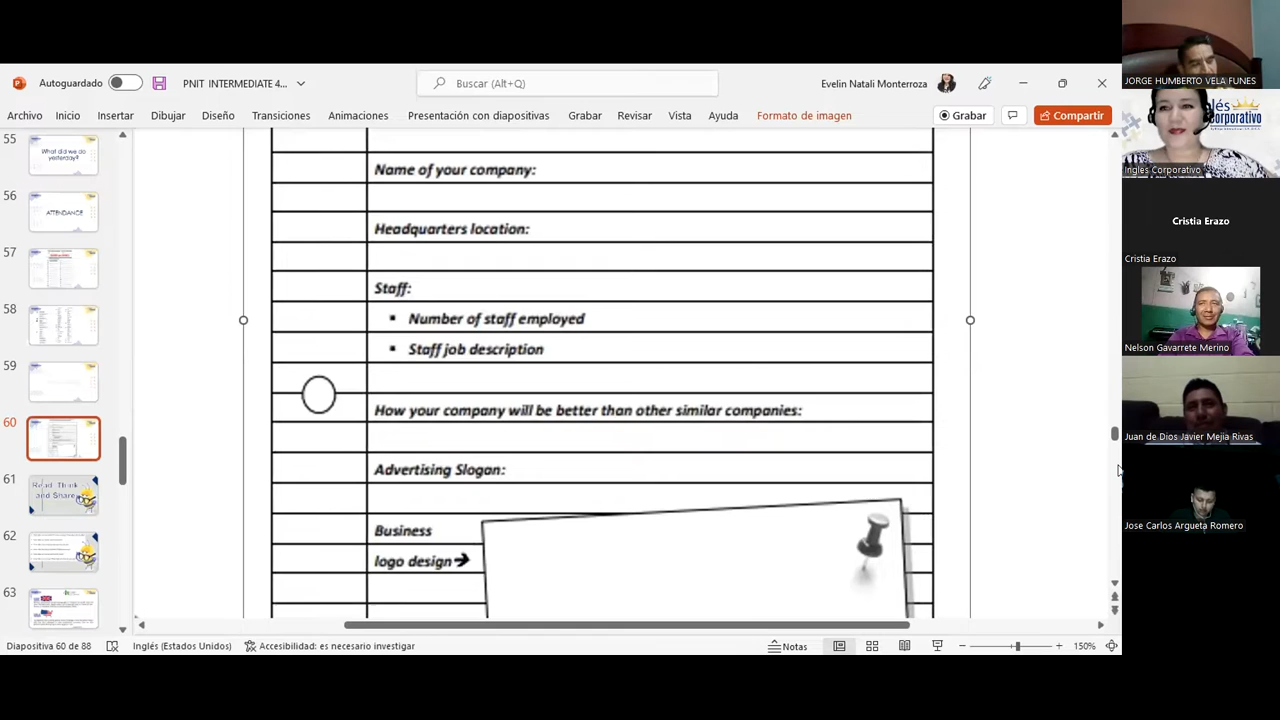 Autoguardado
PNIT INTERMEDIATE 4...
Buscar (Alt+Q)
Evelin Natali Monterroza
Archivo Inicio Insertar Dibujar Diseño Transiciones Animaciones Presentación con diapositivas Grabar Revisar Vista Ayuda Formato de imagen
Grabar
Compartir
55
What did we do
yesterday?
56
ATTENDANCE
57
58
59
60
61
Read, Think
and Share
62
63
Name of your company:
Headquarters location:
Staff:
▪ Number of staff employed
▪ Staff job description
How your company will be better than other similar companies:
Advertising Slogan:
Business
logo design➔
Diapositiva 60 de 88
Inglés (Estados Unidos)
Accesibilidad: es necesario investigar
Notas
150%
JORGE HUMBERTO VELA FUNES
Corporativo
Ingles Corporativo
Cristia Erazo
Cristia Erazo
Nelson Gavarrete Merino
Juan de Dios Javier Mejia Rivas
Jose Carlos Argueta Romero